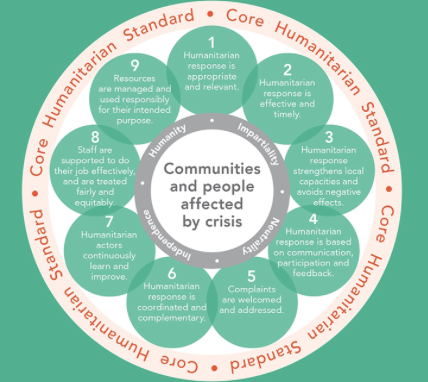 Core Humanitarian Standard • Core Humanitarian Standard • Core Humanitarian Standard • Core Humanitarian Standard • Core Humanitarian Standard •
1
Humanitarian
response is
appropriate
and relevant.
2
Humanitarian
response is
effective and
timely.
3
Humanitarian
response
strengthens local
capacities and
avoids negative
effects.
4
Humanitarian
response is based
on communication,
participation and
feedback.
5
Complaints
are welcomed
and addressed.
6
Humanitarian
response is
coordinated and
complementary.
7
Humanitarian
actors
continuously
learn and
improve.
8
Staff are
supported to do
their job effectively,
and are treated
fairly and
equitably.
9
Resources
are managed and
used responsibly
for their intended
purpose.
Humanity
Impartiality
Neutrality
Independence
Communities
and people
affected
by crisis